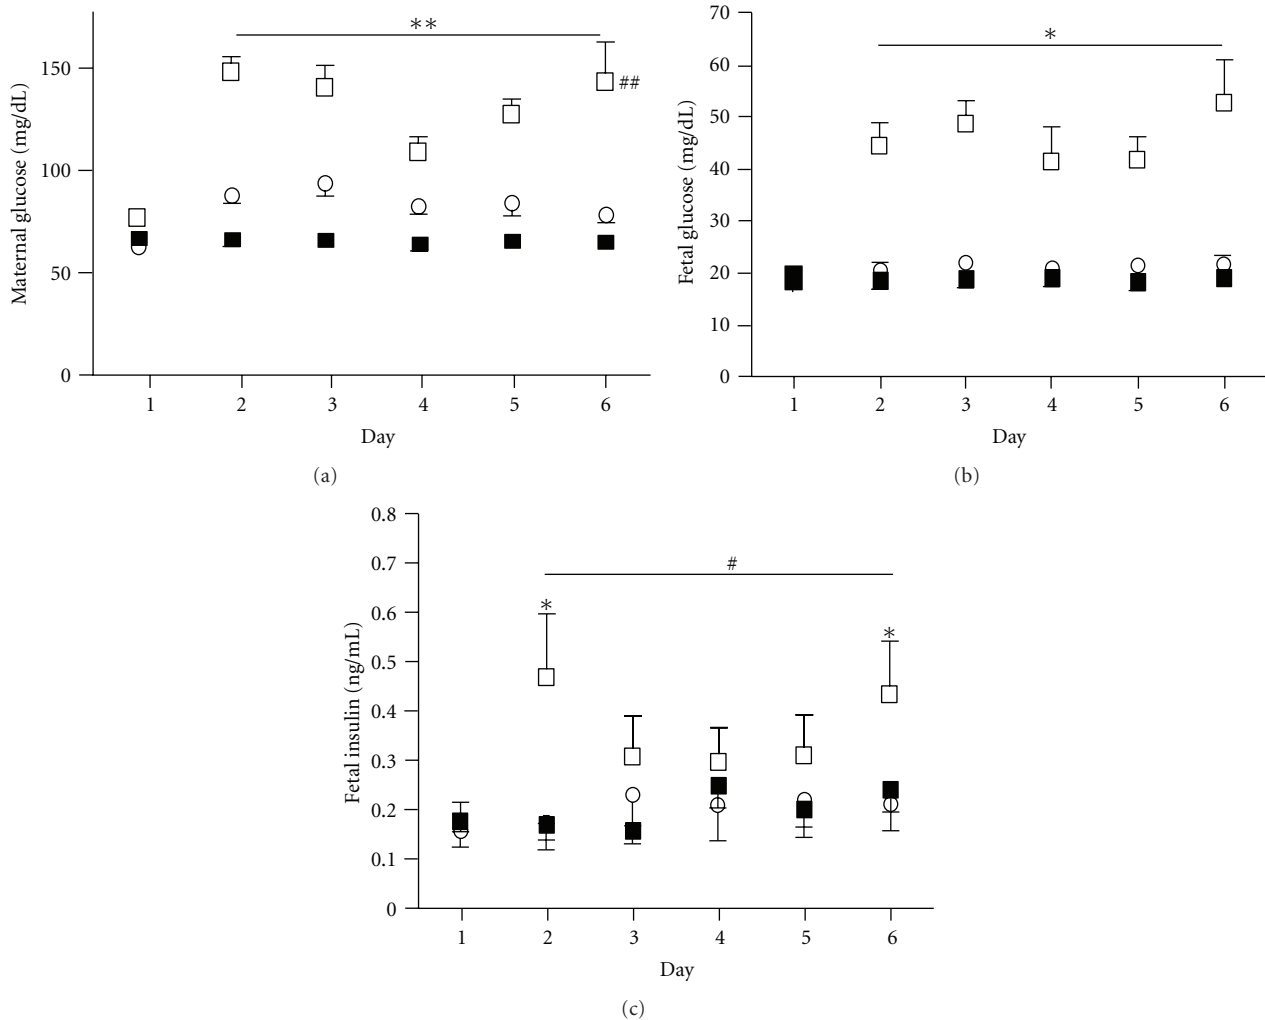 **
150
100
50
0
##
Maternal glucose (mg/dL)
1 2 3 4 5 6
Day
(a)
70
60
50
40
30
20
10
0
*
Fetal glucose (mg/dL)
1 2 3 4 5 6
Day
(b)
0.8
0.7
0.6
0.5
0.4
0.3
0.2
0.1
0
#
*
*
Fetal insulin (ng/mL)
1 2 3 4 5 6
Day
(c)